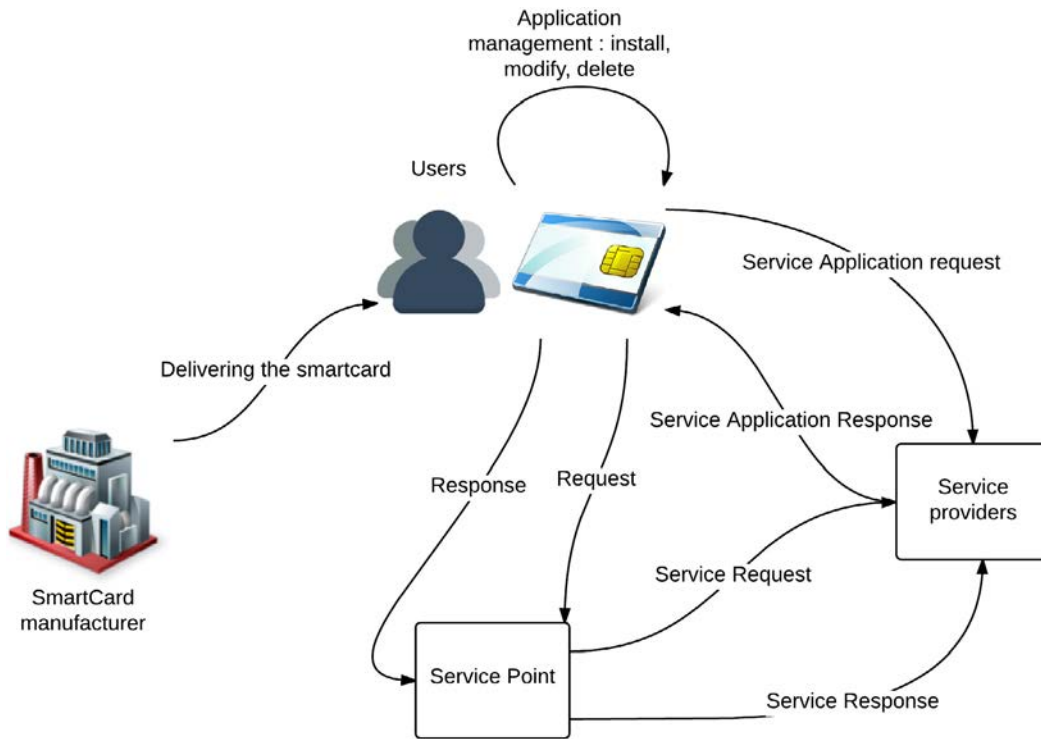 Application
management : install,
modify, delete
Users
Service Application request
Delivering the smartcard
Service Application Response
Response
Request
Service
providers
Service Request
SmartCard
manufacturer
Service Point
Service Response